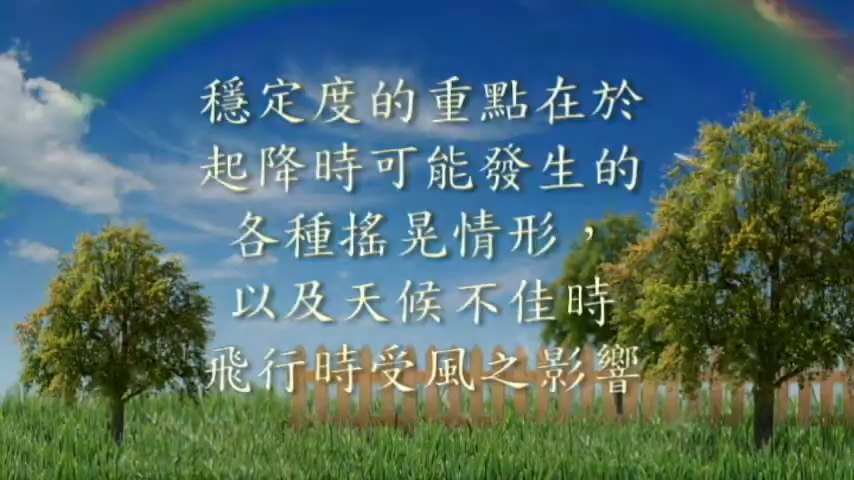 穩定度的重點在於
起降時可能發生的
各種搖晃情形，
以及天候不佳時
飛行時受風之影響